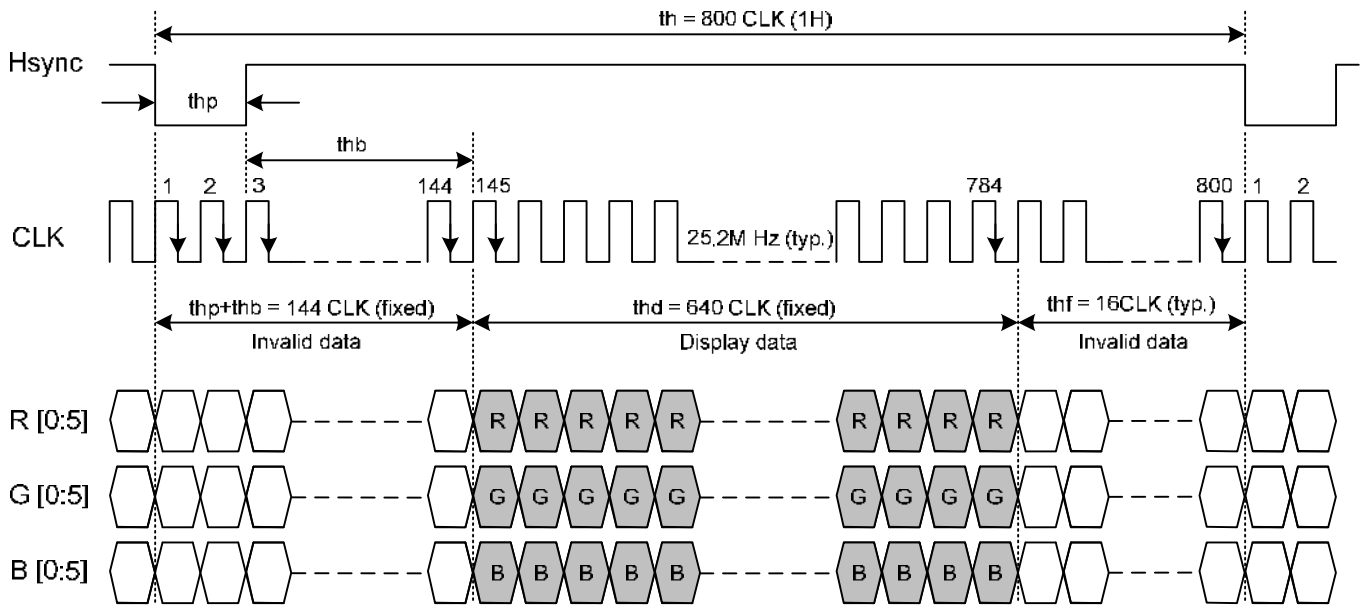 th = 800 CLK (1H)
Hsync
thp
thb
1 2 3 144 145 784 800 1 2
CLK
25,2M Hz (typ.)
thp+thb = 144 CLK (fixed) thd = 640 CLK (fixed) thf = 16CLK (typ.)
Invalid data Display data Invalid data
R [0:5] R R R R R R R R R
G [0:5] G G G G G G G G G
B [0:5] B B B B B B B B B